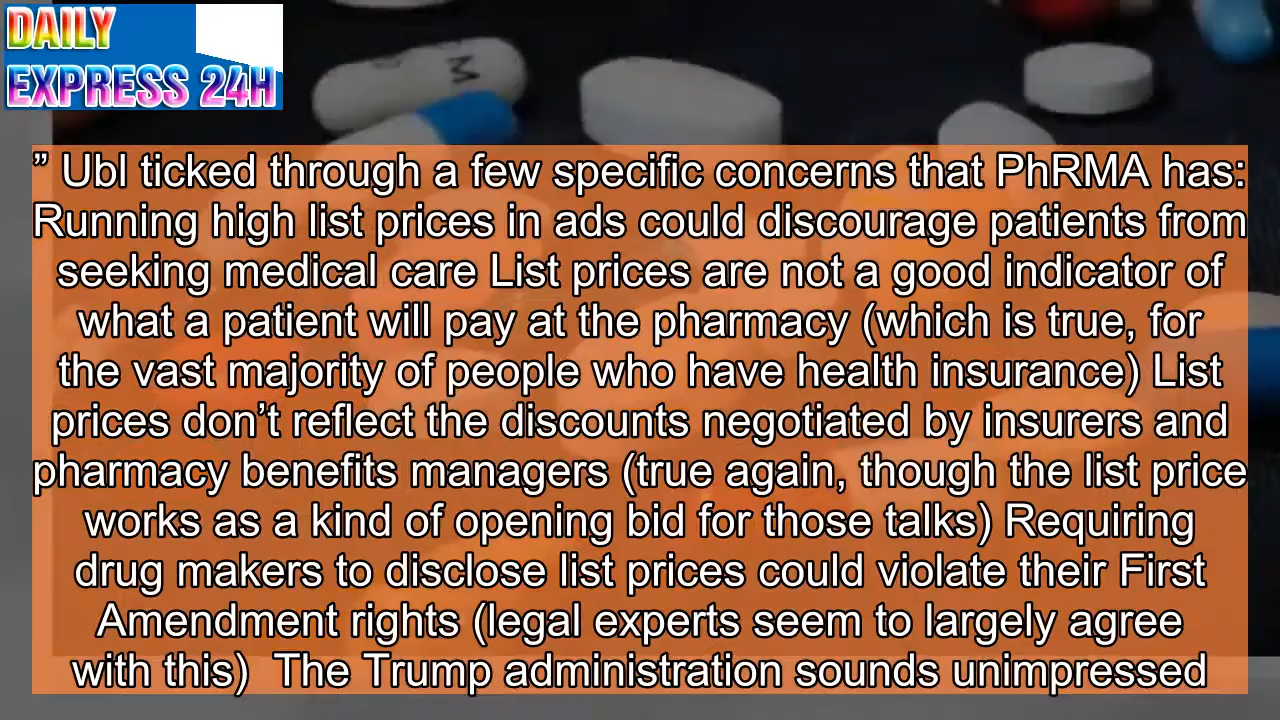 DAILY
EXPRESS 24H
” Ubl ticked through a few specific concerns that PhRMA has:
Running high list prices in ads could discourage patients from
seeking medical care List prices are not a good indicator of
what a patient will pay at the pharmacy (which is true, for
the vast majority of people who have health insurance) List
prices don’t reflect the discounts negotiated by insurers and
pharmacy benefits managers (true again, though the list price
works as a kind of opening bid for those talks) Requiring
drug makers to disclose list prices could violate their First
Amendment rights (legal experts seem to largely agree
with this)  The Trump administration sounds unimpressed
M